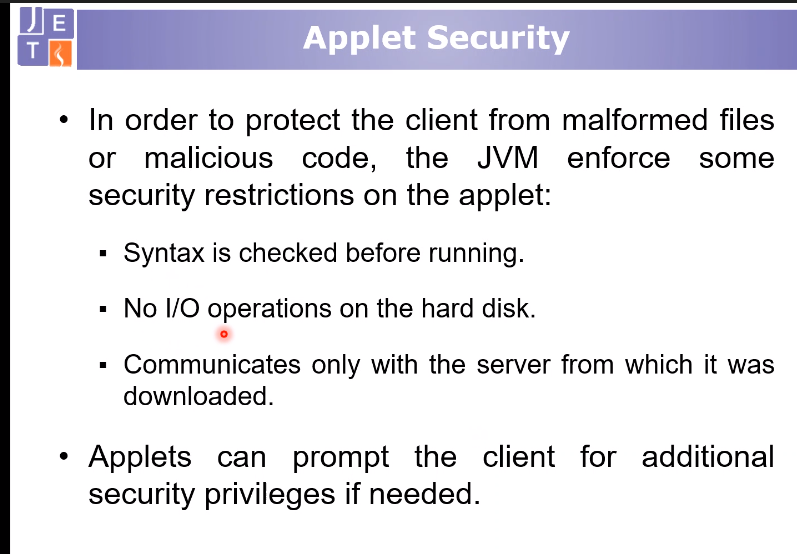 J E
T
Applet Security
• In order to protect the client from malformed files
or malicious code, the JVM enforce some
security restrictions on the applet:
▪ Syntax is checked before running.
▪ No I/O operations on the hard disk.
▪ Communicates only with the server from which it was
downloaded.
• Applets can prompt the client for additional
security privileges if needed.